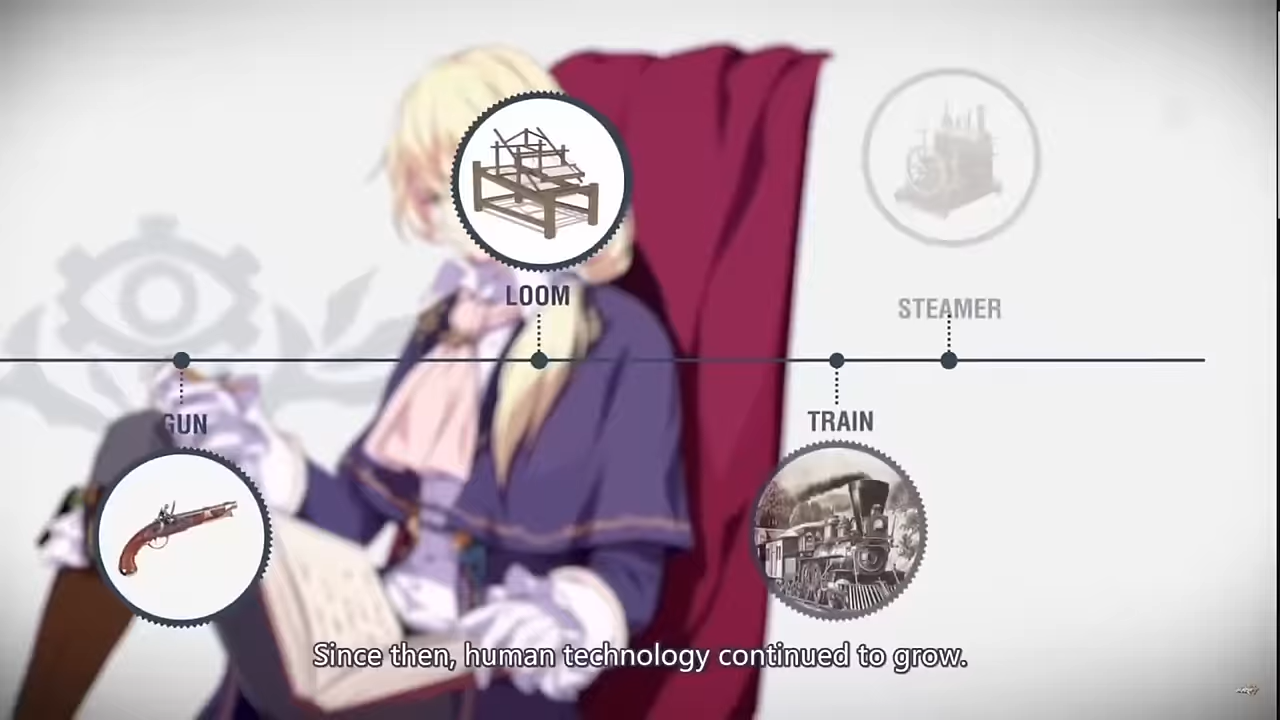 LOOM
STEAMER
GUN
TRAIN
Since then, human technology continued to grow.